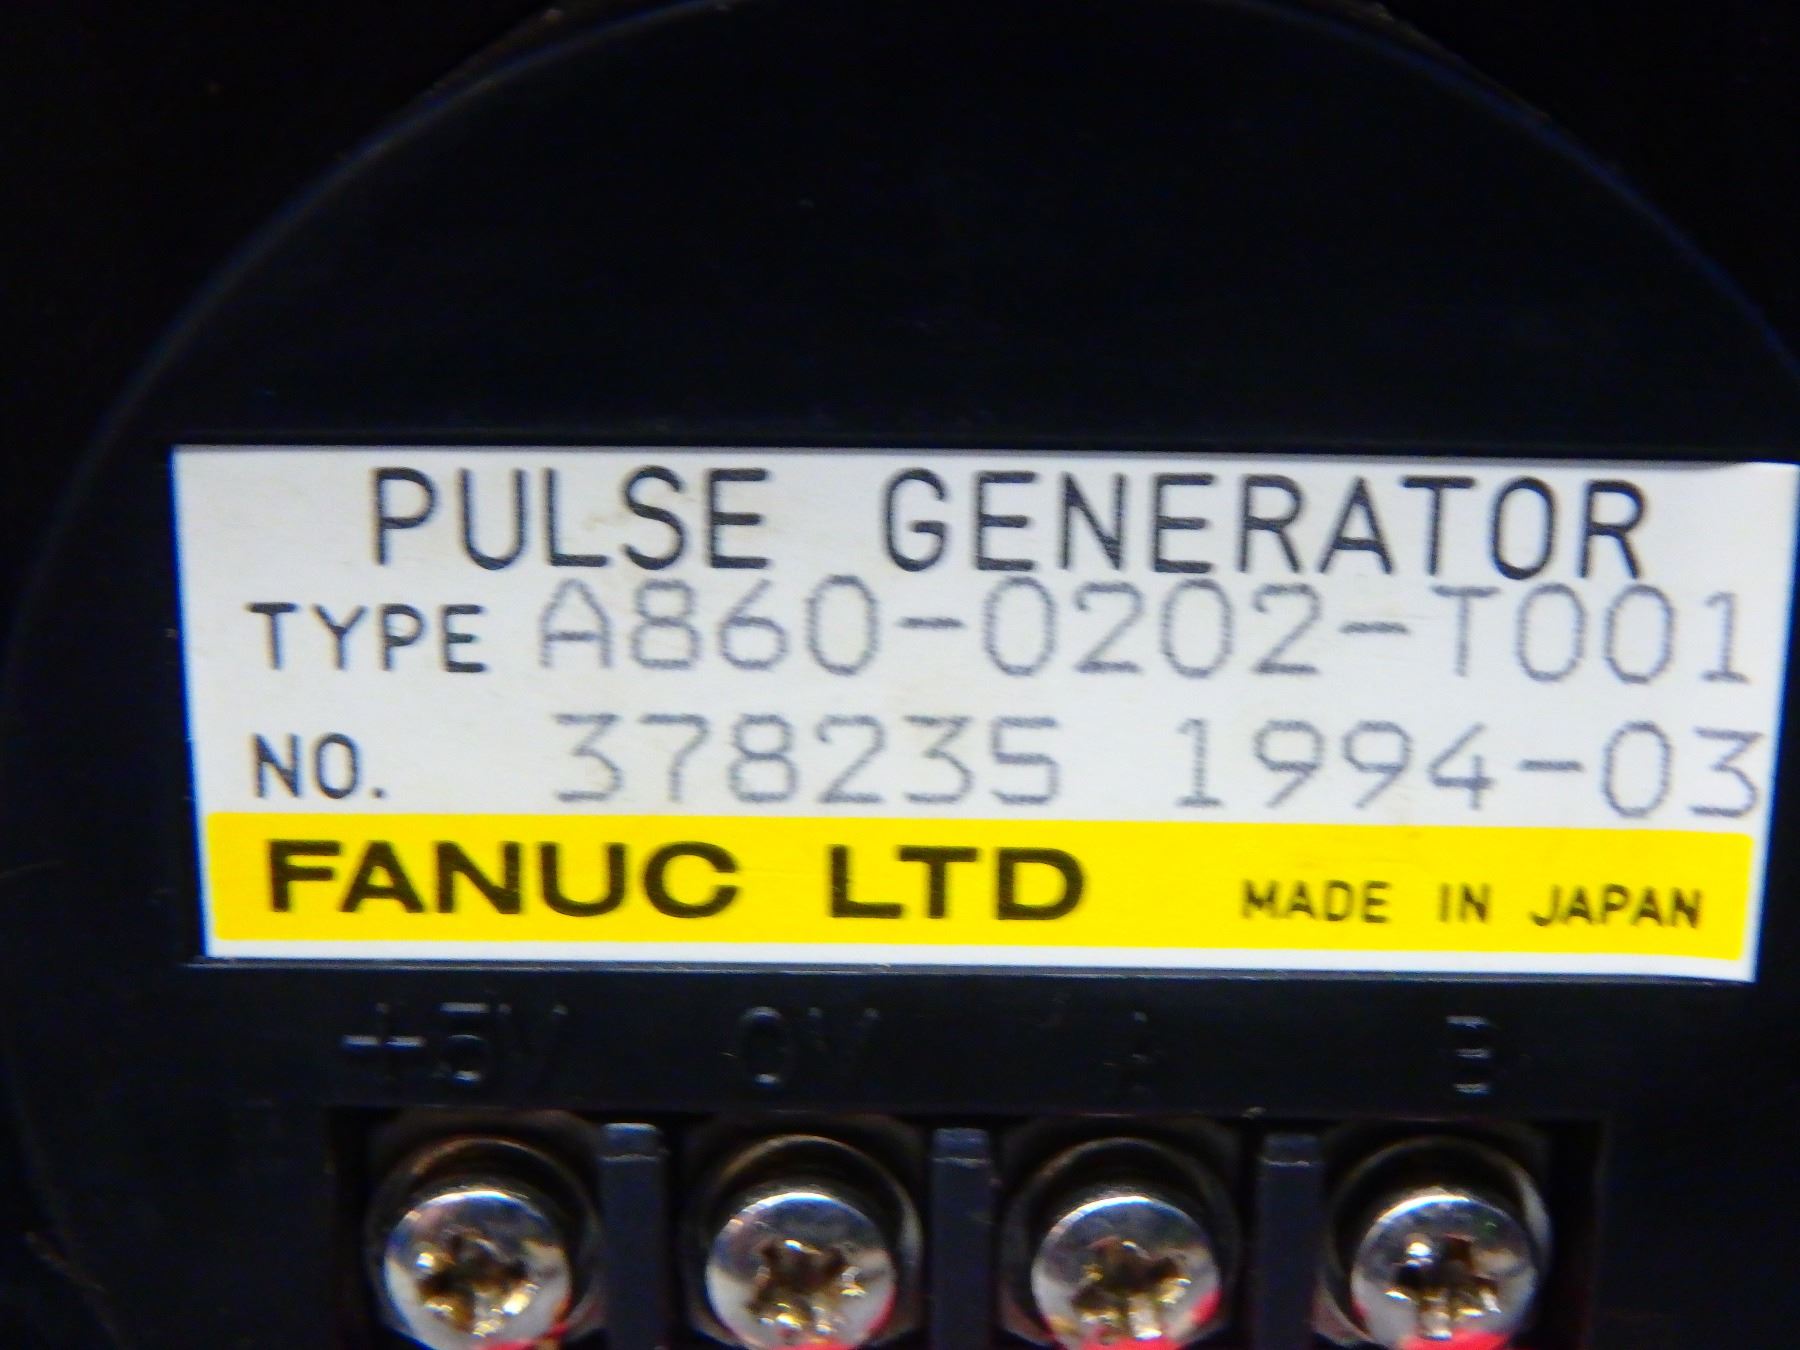 PULSE GENERATOR
TYPE A860-0202-T001
NO. 378235 1994-03
FANUC LTD MADE IN JAPAN
+5V 0V A B